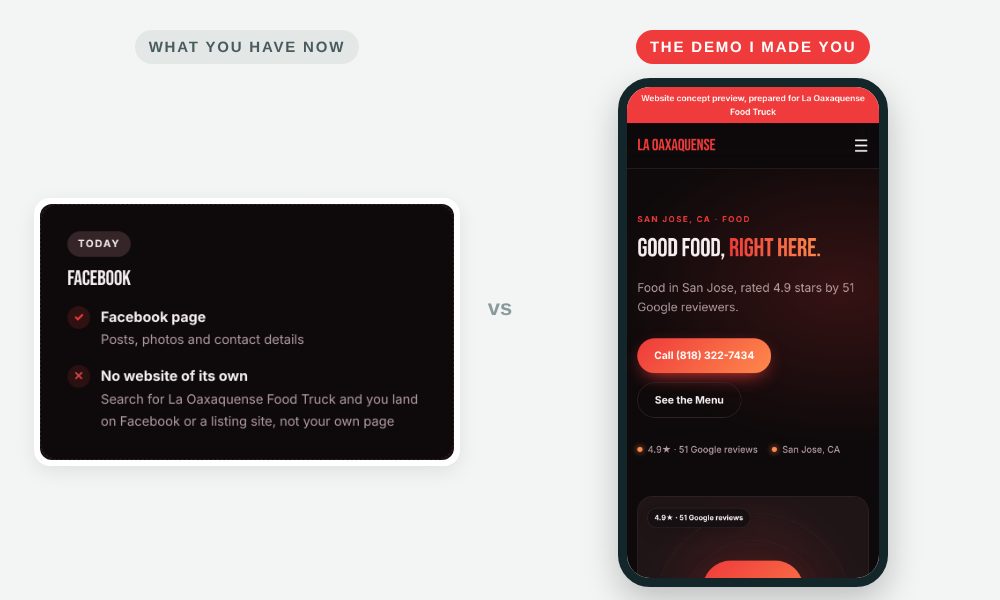 WHAT YOU HAVE NOW
TODAY
FACEBOOK
Facebook page
Posts, photos and contact details
No website of its own
Search for La Oaxaquense Food Truck and you land
on Facebook or a listing site, not your own page
vs
THE DEMO I MADE YOU
Website concept preview, prepared for La Oaxaquense
Food Truck
LA OAXAQUENSE
SAN JOSE, CA · FOOD
GOOD FOOD, RIGHT HERE.
Food in San Jose, rated 4.9 stars by 51
Google reviewers.
Call (818) 322-7434
See the Menu
4.9★ · 51 Google reviews
San Jose, CA
4.9★ · 51 Google reviews